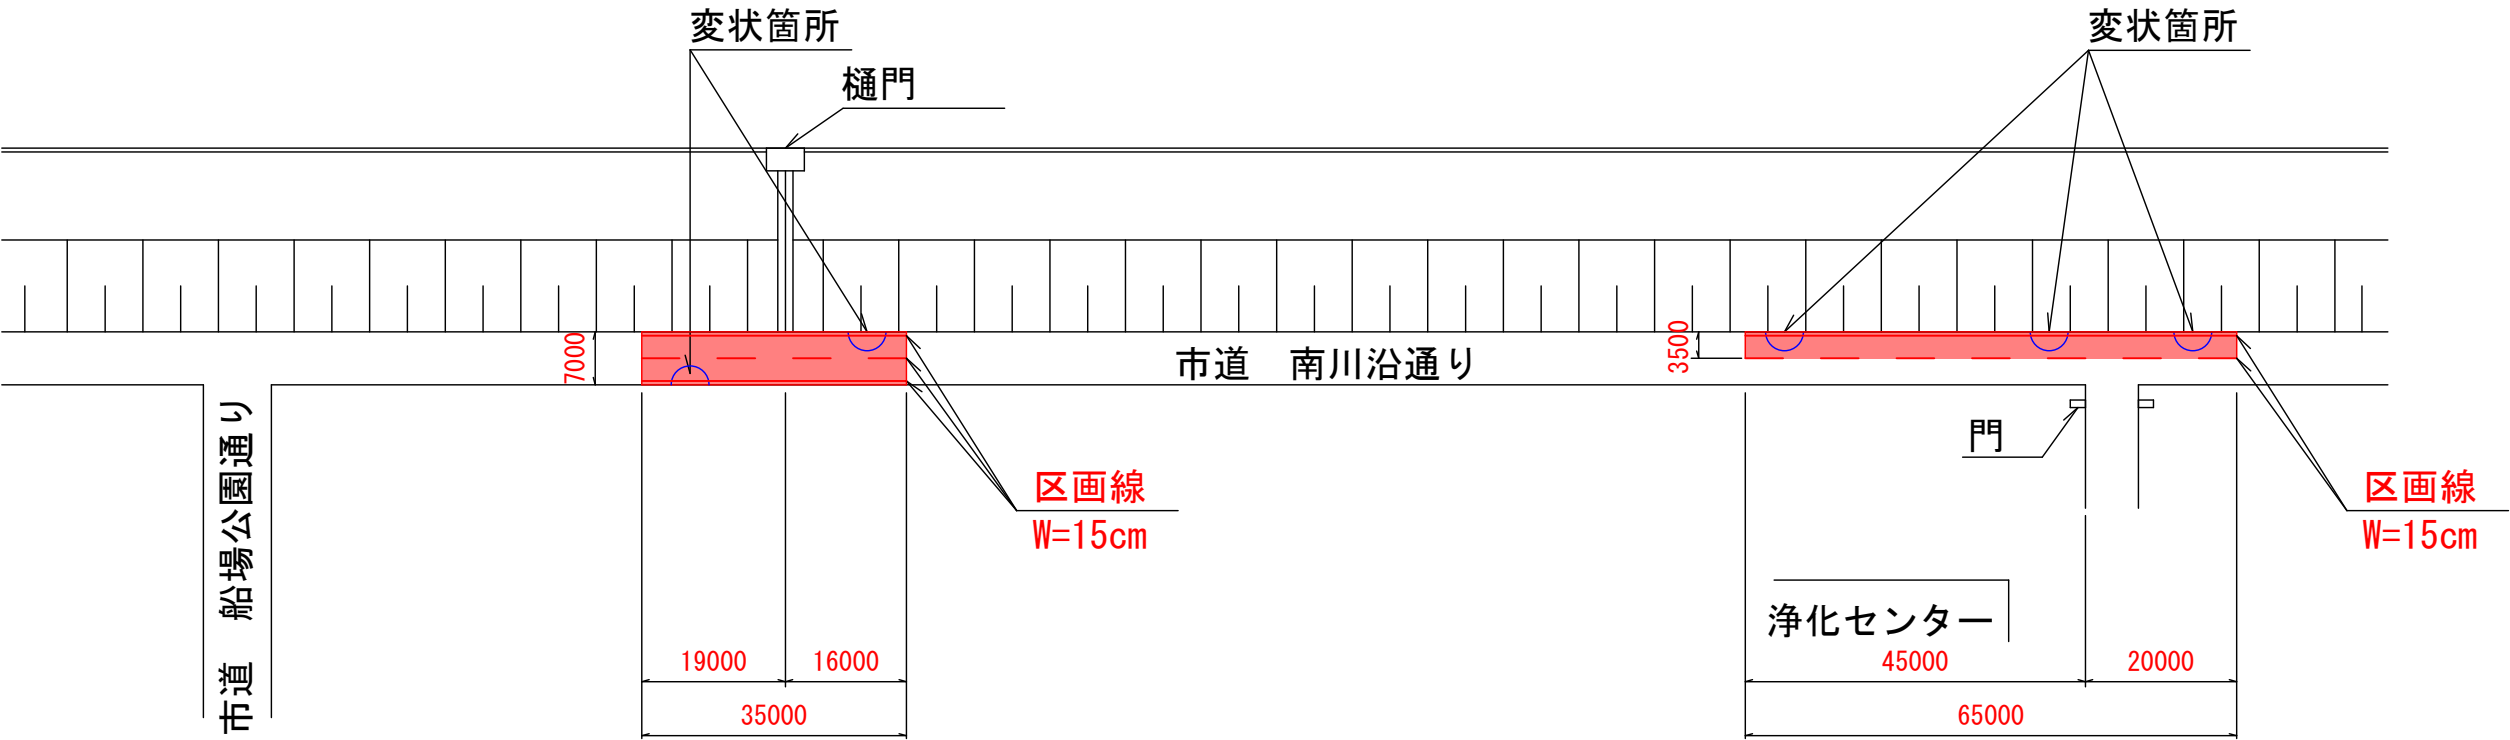 変状箇所
変状箇所
樋門
7000
3500
市道　南川沿通り
市道　船場公園通り
門
区画線
W=15cm
区画線
W=15cm
浄化センター
19000
16000
45000
20000
35000
65000